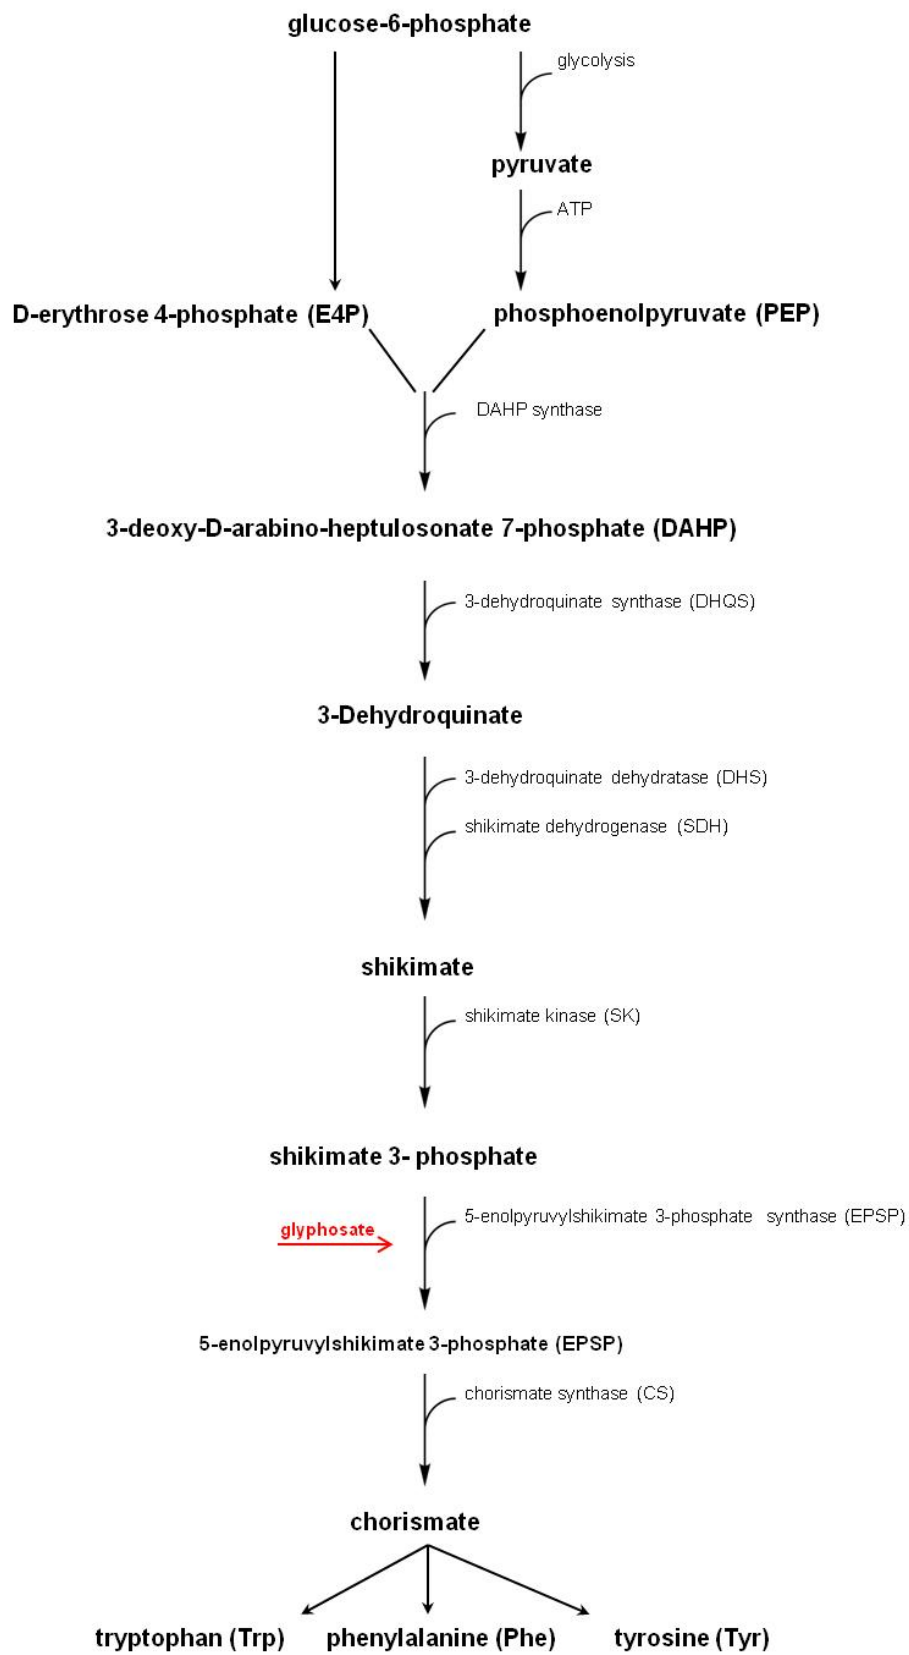 glucose-6-phosphate
glycolysis
pyruvate
ATP
D-erythrose 4-phosphate (E4P)
phosphoenolpyruvate (PEP)
DAHP synthase
3-deoxy-D-arabino-heptulosonate 7-phosphate (DAHP)
3-dehydroquinate synthase (DHQS)
3-Dehydroquinate
3-dehydroquinate dehydratase (DHS)
shikimate dehydrogenase (SDH)
shikimate
shikimate kinase (SK)
shikimate 3- phosphate
glyphosate
5-enolpyruvylshikimate 3-phosphate synthase (EPSP)
5-enolpyruvylshikimate 3-phosphate (EPSP)
chorismate synthase (CS)
chorismate
tryptophan (Trp)
phenylalanine (Phe)
tyrosine (Tyr)